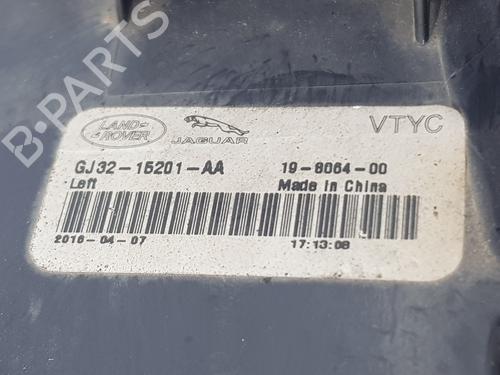 LAND-
ROVER
JAGUAR
VTYC
GJ32-15201-AA
19-8064-00
Left
Made in China
2016-04-07
17:13:08
B-PARTS